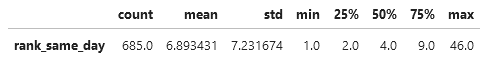 count mean std min 25% 50% 75% max
rank_same_day 685.0 6.893431 7.231674 1.0 2.0 4.0 9.0 46.0